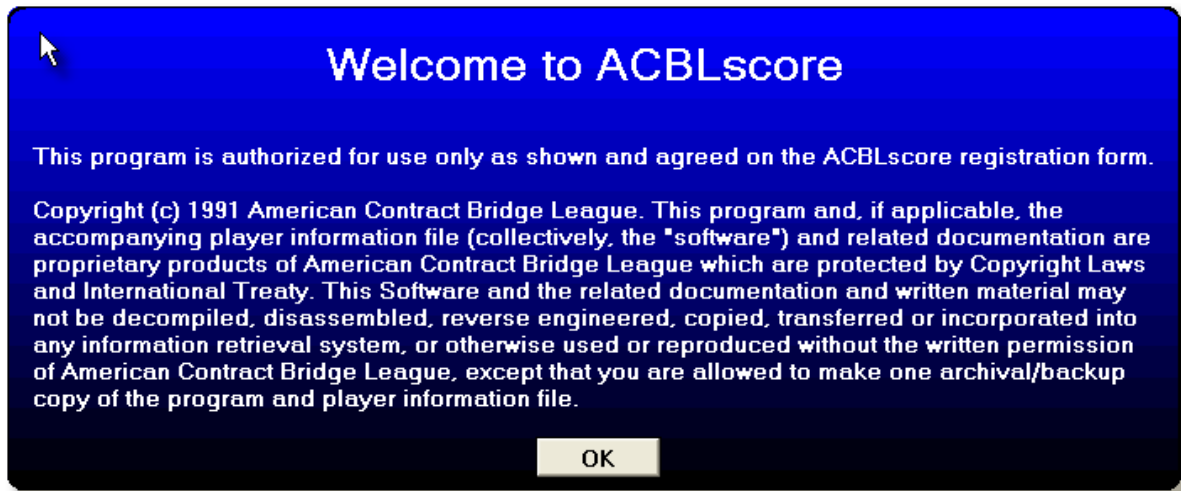 Welcome to ACBLscore
This program is authorized for use only as shown and agreed on the ACBLscore registration form.
Copyright (c) 1991 American Contract Bridge League. This program and, if applicable, the
accompanying player information file (collectively, the "software") and related documentation are
proprietary products of American Contract Bridge League which are protected by Copyright Laws
and International Treaty. This Software and the related documentation and written material may
not be decompiled, disassembled, reverse engineered, copied, transferred or incorporated into
any information retrieval system, or otherwise used or reproduced without the written permission
of American Contract Bridge League, except that you are allowed to make one archival/backup
copy of the program and player information file.
OK